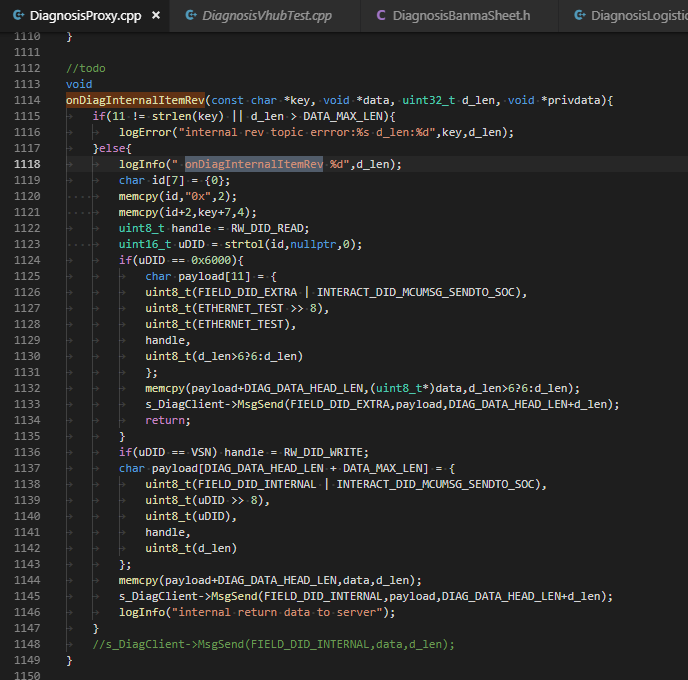 DiagnosisProxy.cpp × DiagnosisVhubTest.cpp DiagnosisBanmaSheet.h DiagnosisLogistic
1110 }
1111
1112 //todo
1113 void
1114 onDiagInternalItemRev(const char *key, void *data, uint32_t d_len, void *privdata){
1115 if(11 != strlen(key) || d_len > DATA_MAX_LEN){
1116 logError("internal rev topic errror:%s d_len:%d",key,d_len);
1117 }else{
1118 logInfo(" onDiagInternalItemRev %d",d_len);
1119 char id[7] = {0};
1120 memcpy(id,"0x",2);
1121 memcpy(id+2,key+7,4);
1122 uint8_t handle = RW_DID_READ;
1123 uint16_t uDID = strtol(id,nullptr,0);
1124 if(uDID == 0x6000){
1125 char payload[11] = {
1126 uint8_t(FIELD_DID_EXTRA | INTERACT_DID_MCUMSG_SENDTO_SOC),
1127 uint8_t(ETHERNET_TEST >> 8),
1128 uint8_t(ETHERNET_TEST),
1129 handle,
1130 uint8_t(d_len>6?6:d_len)
1131 };
1132 memcpy(payload+DIAG_DATA_HEAD_LEN,(uint8_t*)data,d_len>6?6:d_len);
1133 s_DiagClient->MsgSend(FIELD_DID_EXTRA,payload,DIAG_DATA_HEAD_LEN+d_len);
1134 return;
1135 }
1136 if(uDID == VSN) handle = RW_DID_WRITE;
1137 char payload[DIAG_DATA_HEAD_LEN + DATA_MAX_LEN] = {
1138 uint8_t(FIELD_DID_INTERNAL | INTERACT_DID_MCUMSG_SENDTO_SOC),
1139 uint8_t(uDID >> 8),
1140 uint8_t(uDID),
1141 handle,
1142 uint8_t(d_len)
1143 };
1144 memcpy(payload+DIAG_DATA_HEAD_LEN,data,d_len);
1145 s_DiagClient->MsgSend(FIELD_DID_INTERNAL,payload,DIAG_DATA_HEAD_LEN+d_len);
1146 logInfo("internal return data to server");
1147 }
1148 //s_DiagClient->MsgSend(FIELD_DID_INTERNAL,data,d_len);
1149 }
1150